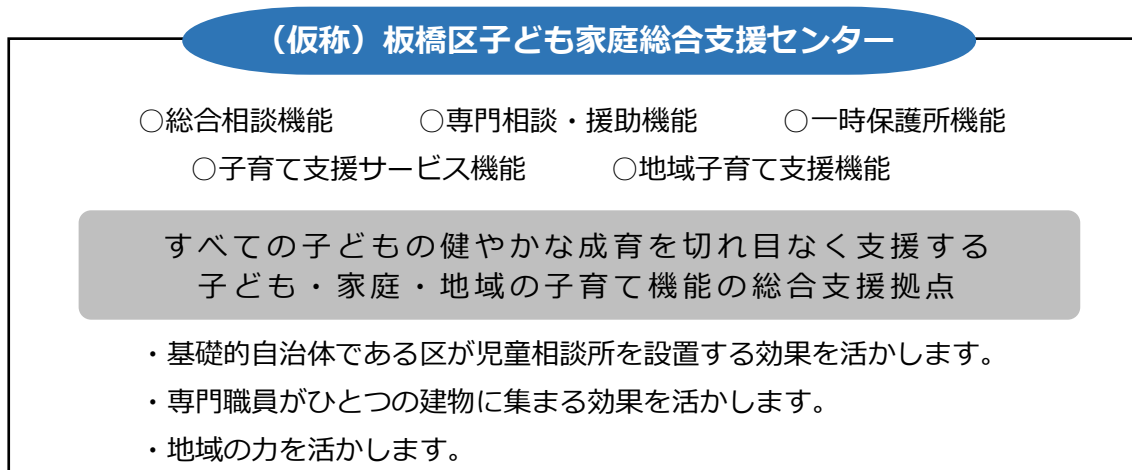 （仮称）板橋区子ども家庭総合支援センター
○総合相談機能　○専門相談・援助機能　○一時保護所機能
○子育て支援サービス機能　○地域子育て支援機能
すべての子どもの健やかな成育を切れ目なく支援する
子ども・家庭・地域の子育て機能の総合支援拠点
・基礎的自治体である区が児童相談所を設置する効果を活かします。
・専門職員がひとつの建物に集まる効果を活かします。
・地域の力を活かします。